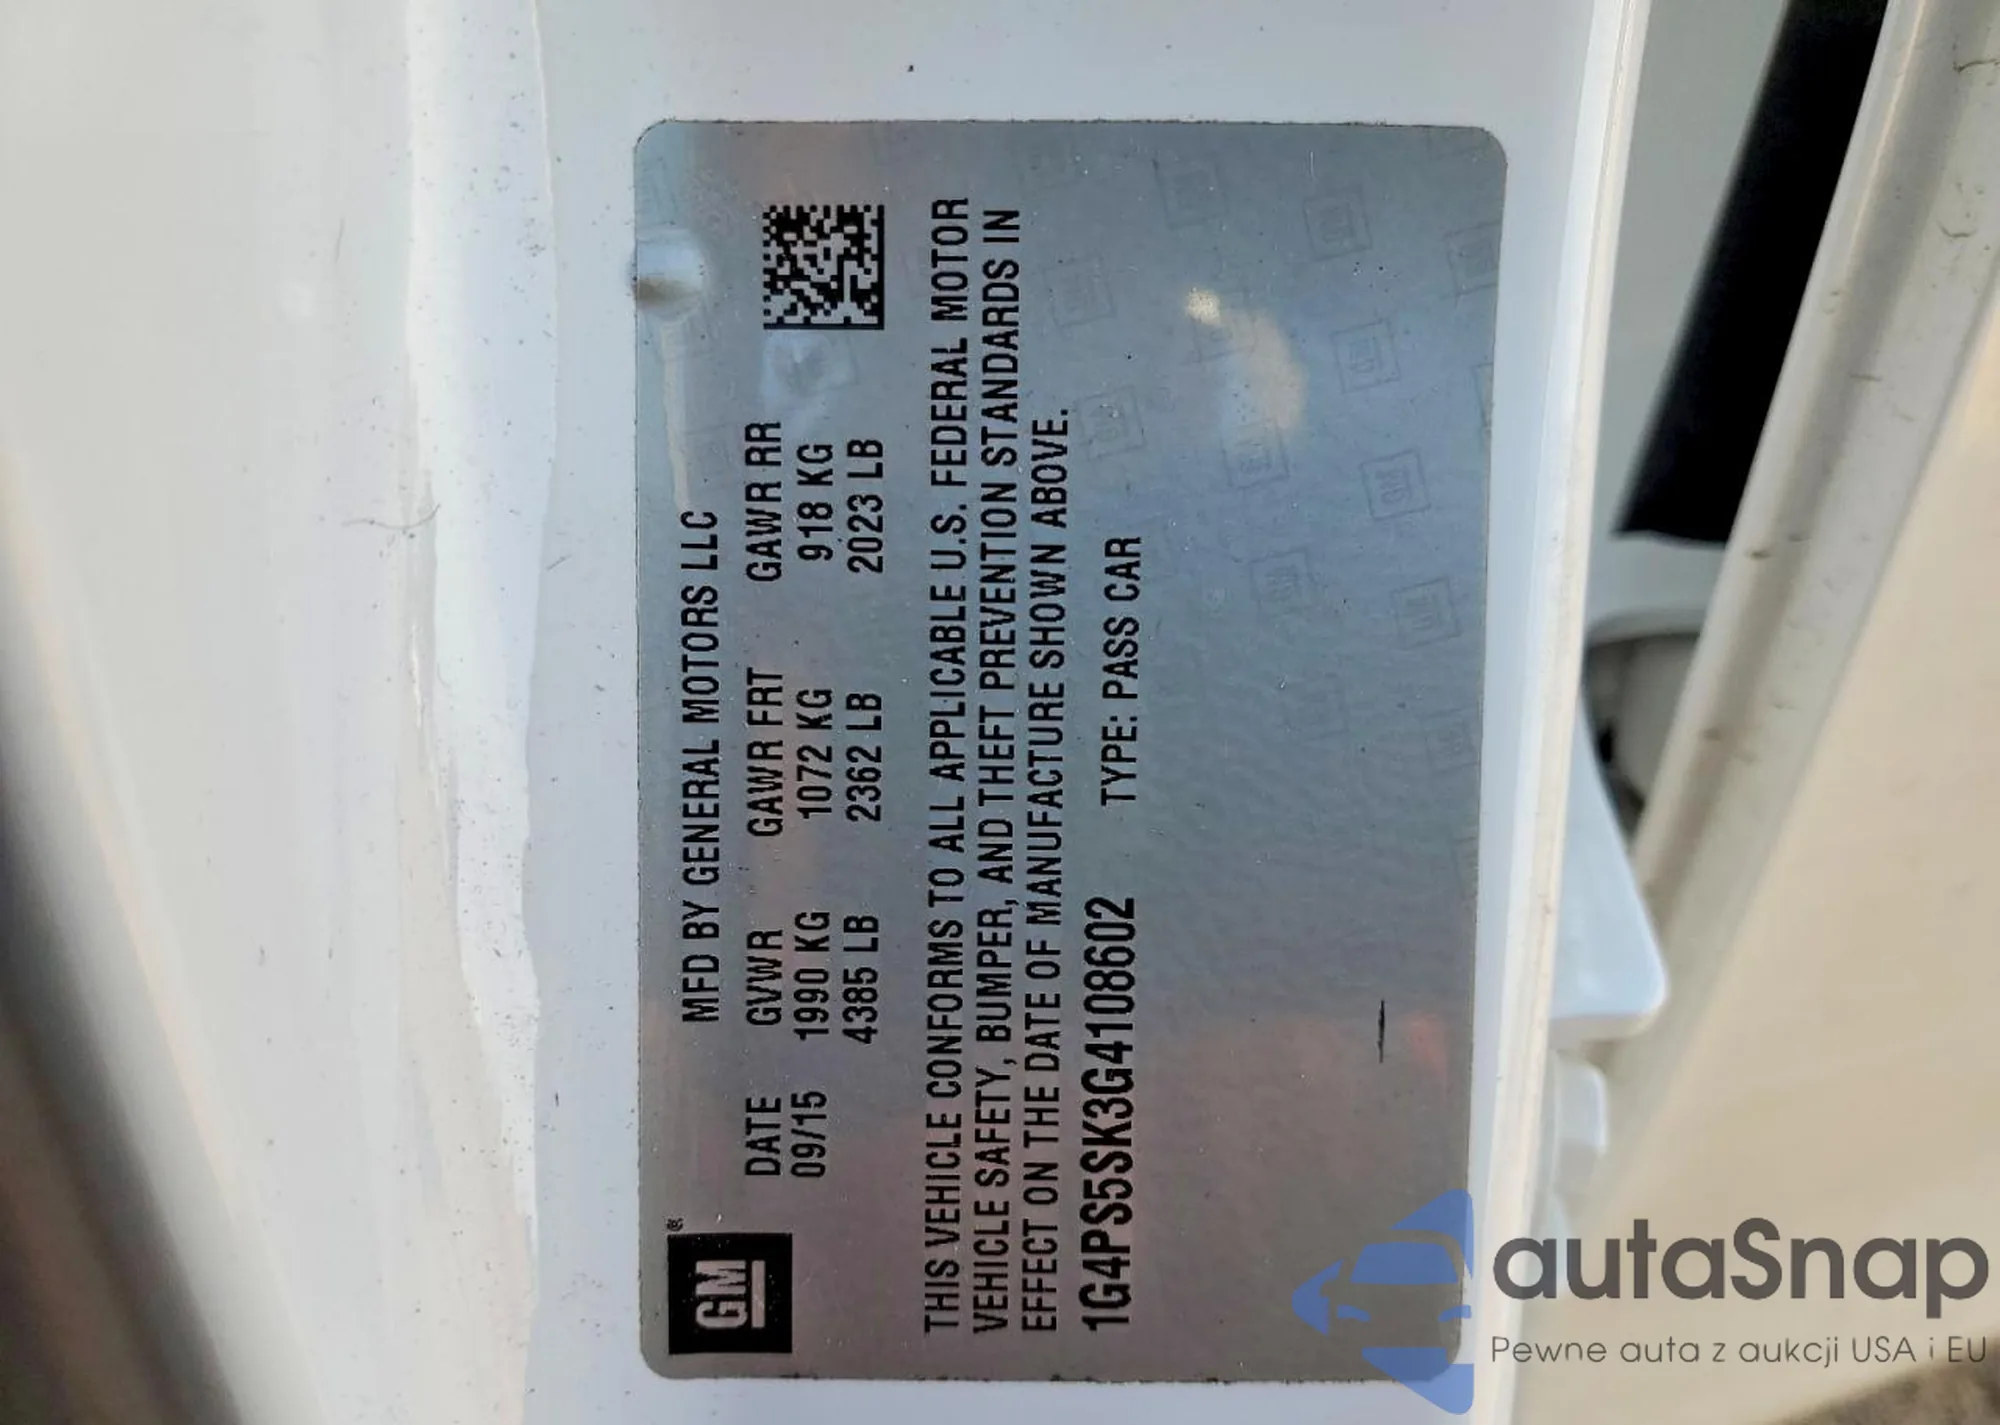 GM®
MFD BY GENERAL MOTORS LLC
DATE GVWR GAWR FRT GAWR RR
09/15 1990 KG 1072 KG 918 KG
4385 LB 2362 LB 2023 LB
THIS VEHICLE CONFORMS TO ALL APPLICABLE U.S. FEDERAL MOTOR
VEHICLE SAFETY, BUMPER, AND THEFT PREVENTION STANDARDS IN
EFFECT ON THE DATE OF MANUFACTURE SHOWN ABOVE.
1G4PS5SK3G4108602 TYPE: PASS CAR
autaSnap
Pewne auta z aukcji USA i EU